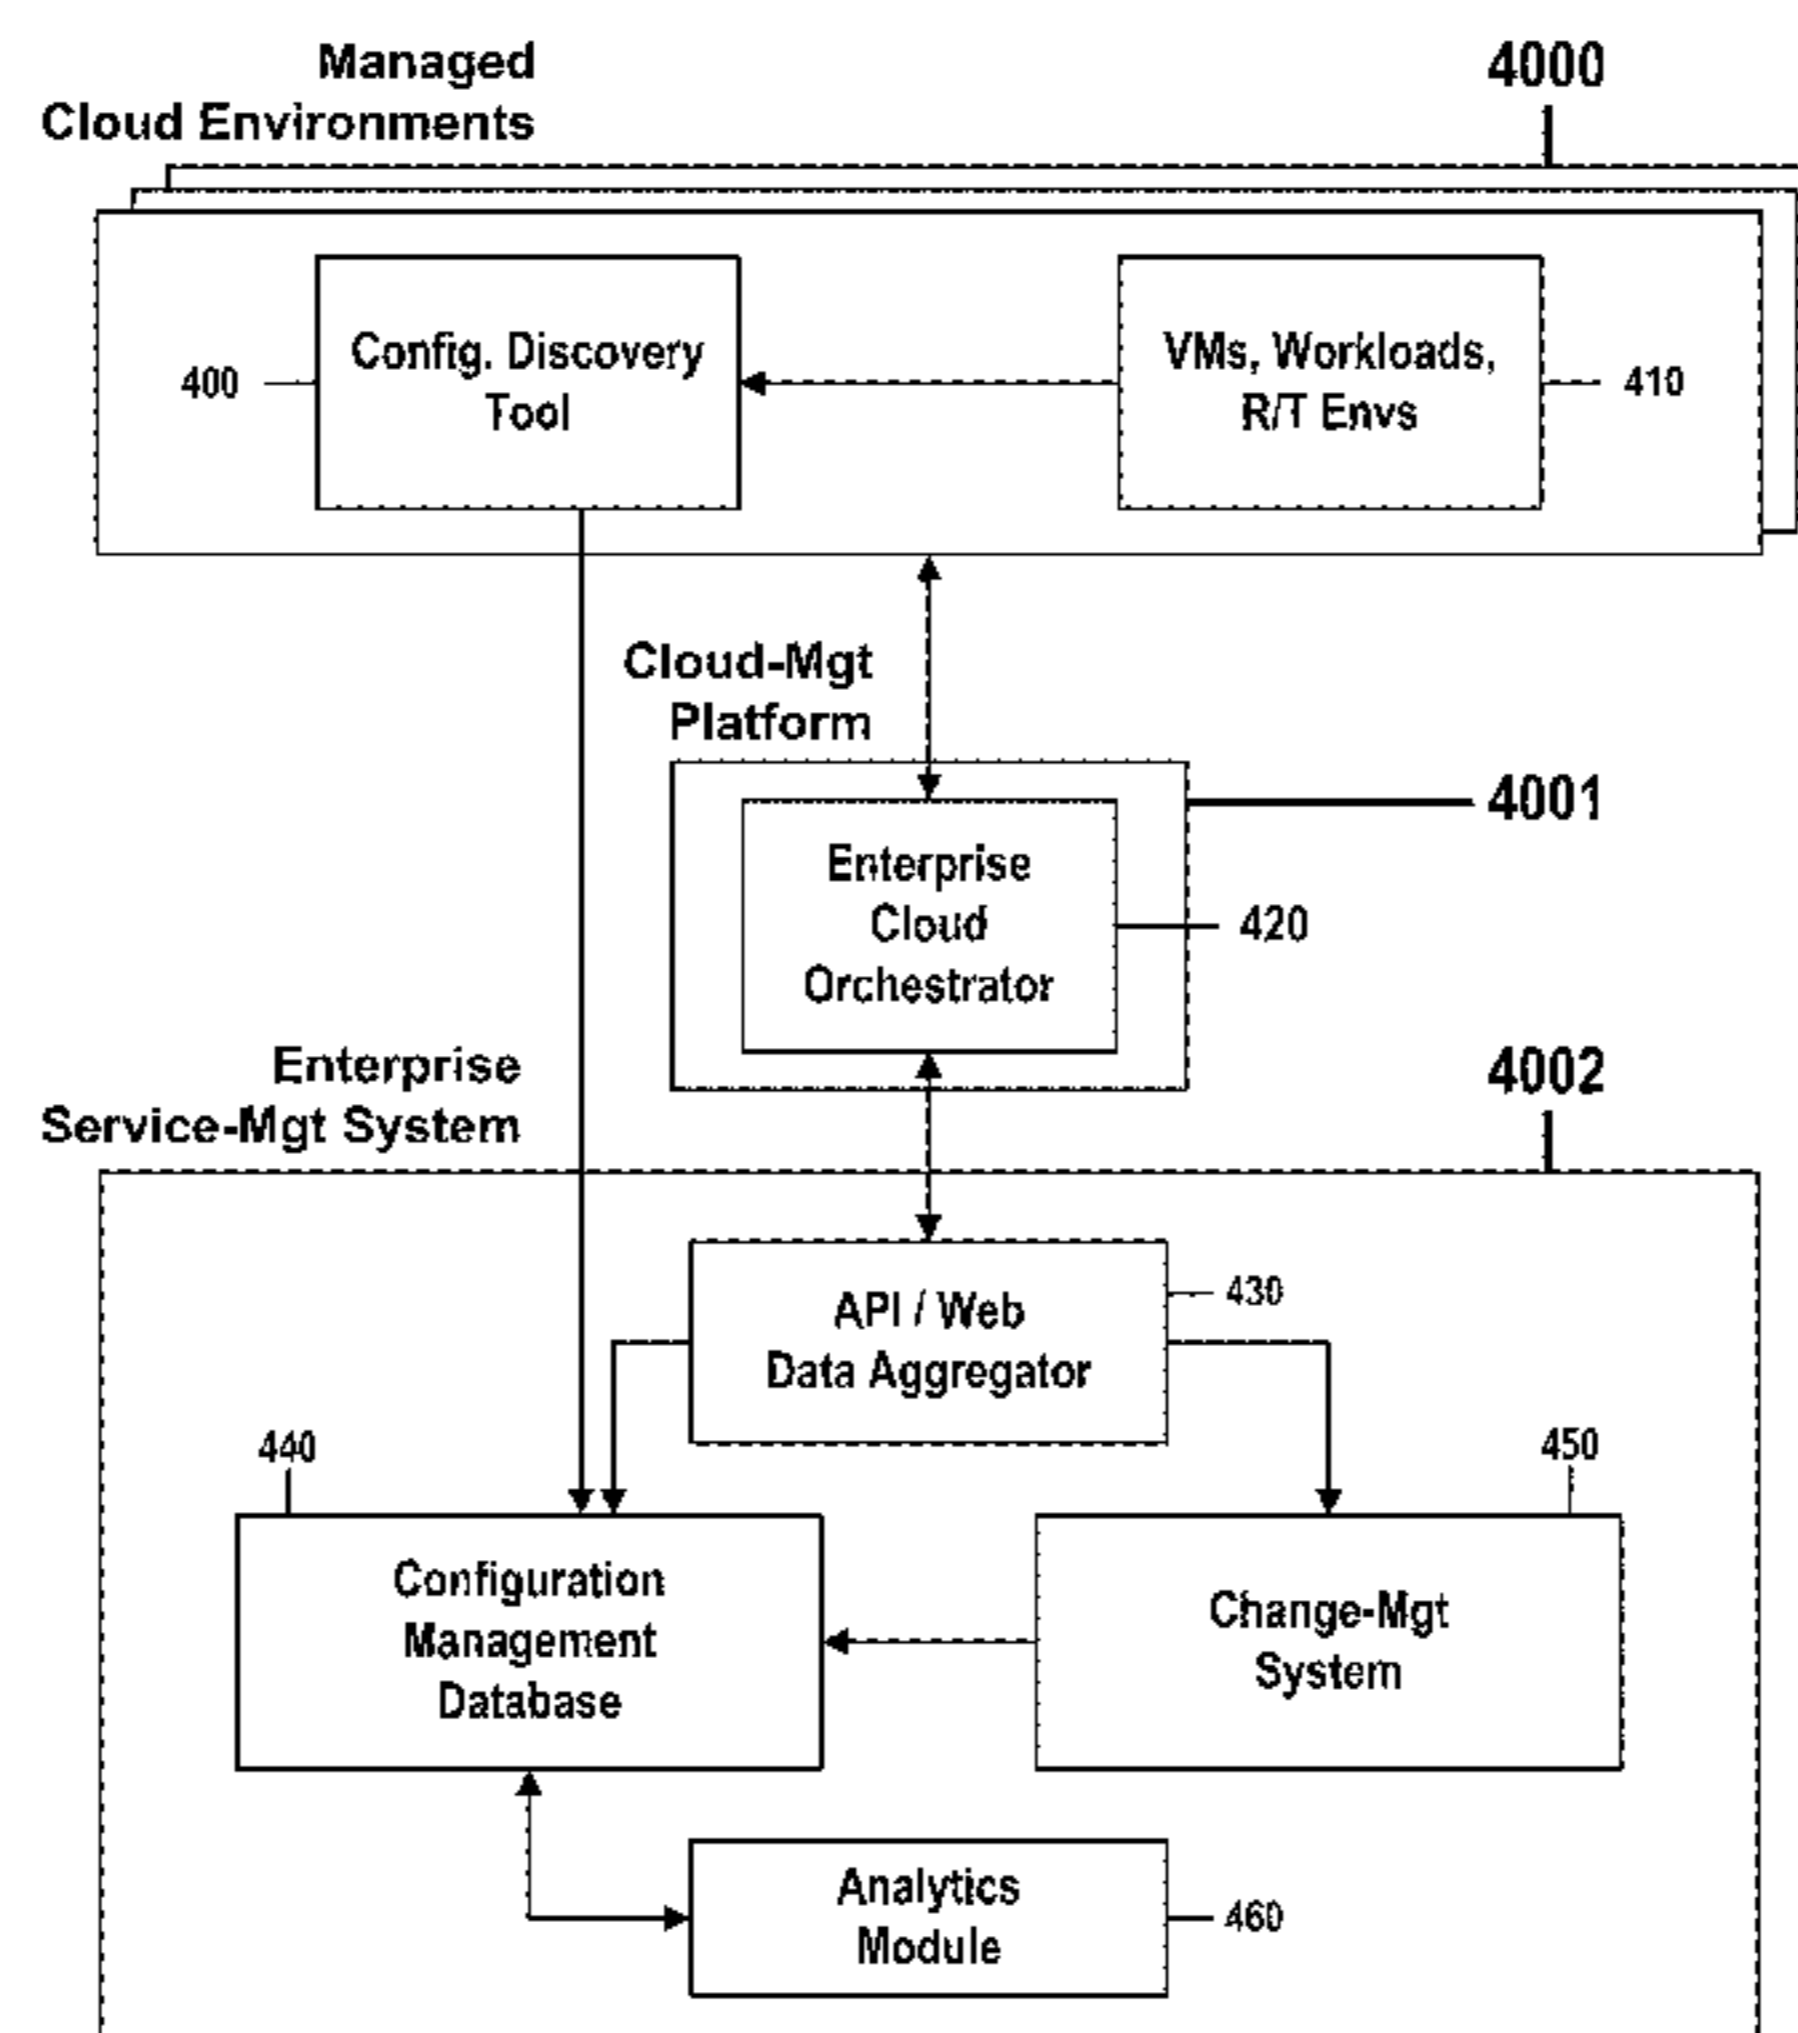 Managed
Cloud Environments
4000
Config. Discovery
Tool
400
VMs, Workloads,
R/T Envs
410
Cloud-Mgt
Platform
4001
Enterprise
Cloud
Orchestrator
420
Enterprise
Service-Mgt System
4002
API / Web
Data Aggregator
430
440
450
Configuration
Management
Database
Change-Mgt
System
Analytics
Module
460